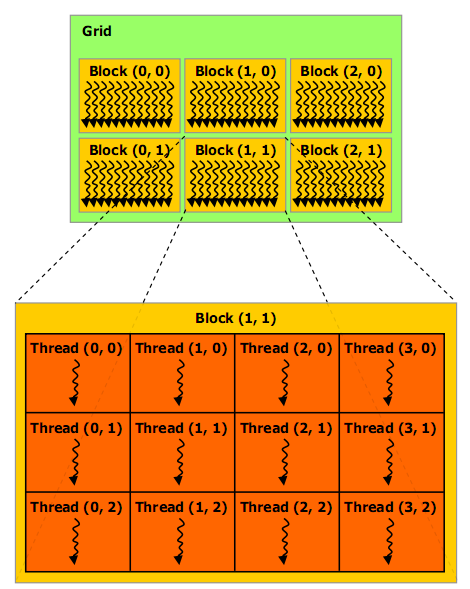 Grid
Block (0, 0) Block (1, 0) Block (2, 0)
Block (0, 1) Block (1, 1) Block (2, 1)
Block (1, 1)
Thread (0, 0) Thread (1, 0) Thread (2, 0) Thread (3, 0)
Thread (0, 1) Thread (1, 1) Thread (2, 1) Thread (3, 1)
Thread (0, 2) Thread (1, 2) Thread (2, 2) Thread (3, 2)